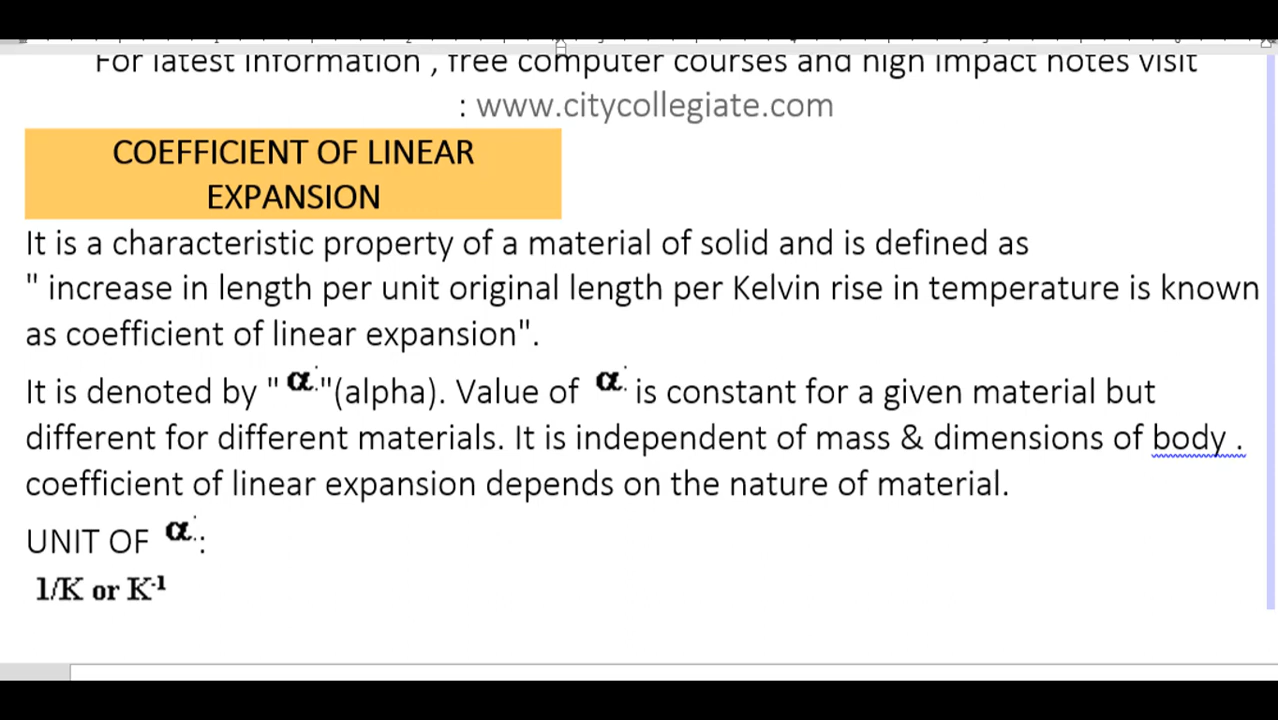 For latest information , free computer courses and high impact notes visit
: www.citycollegiate.com
COEFFICIENT OF LINEAR
EXPANSION
It is a characteristic property of a material of solid and is defined as
" increase in length per unit original length per Kelvin rise in temperature is known
as coefficient of linear expansion".
It is denoted by " α "(alpha). Value of α is constant for a given material but
different for different materials. It is independent of mass & dimensions of body .
coefficient of linear expansion depends on the nature of material.
UNIT OF α :
1/K or K⁻¹